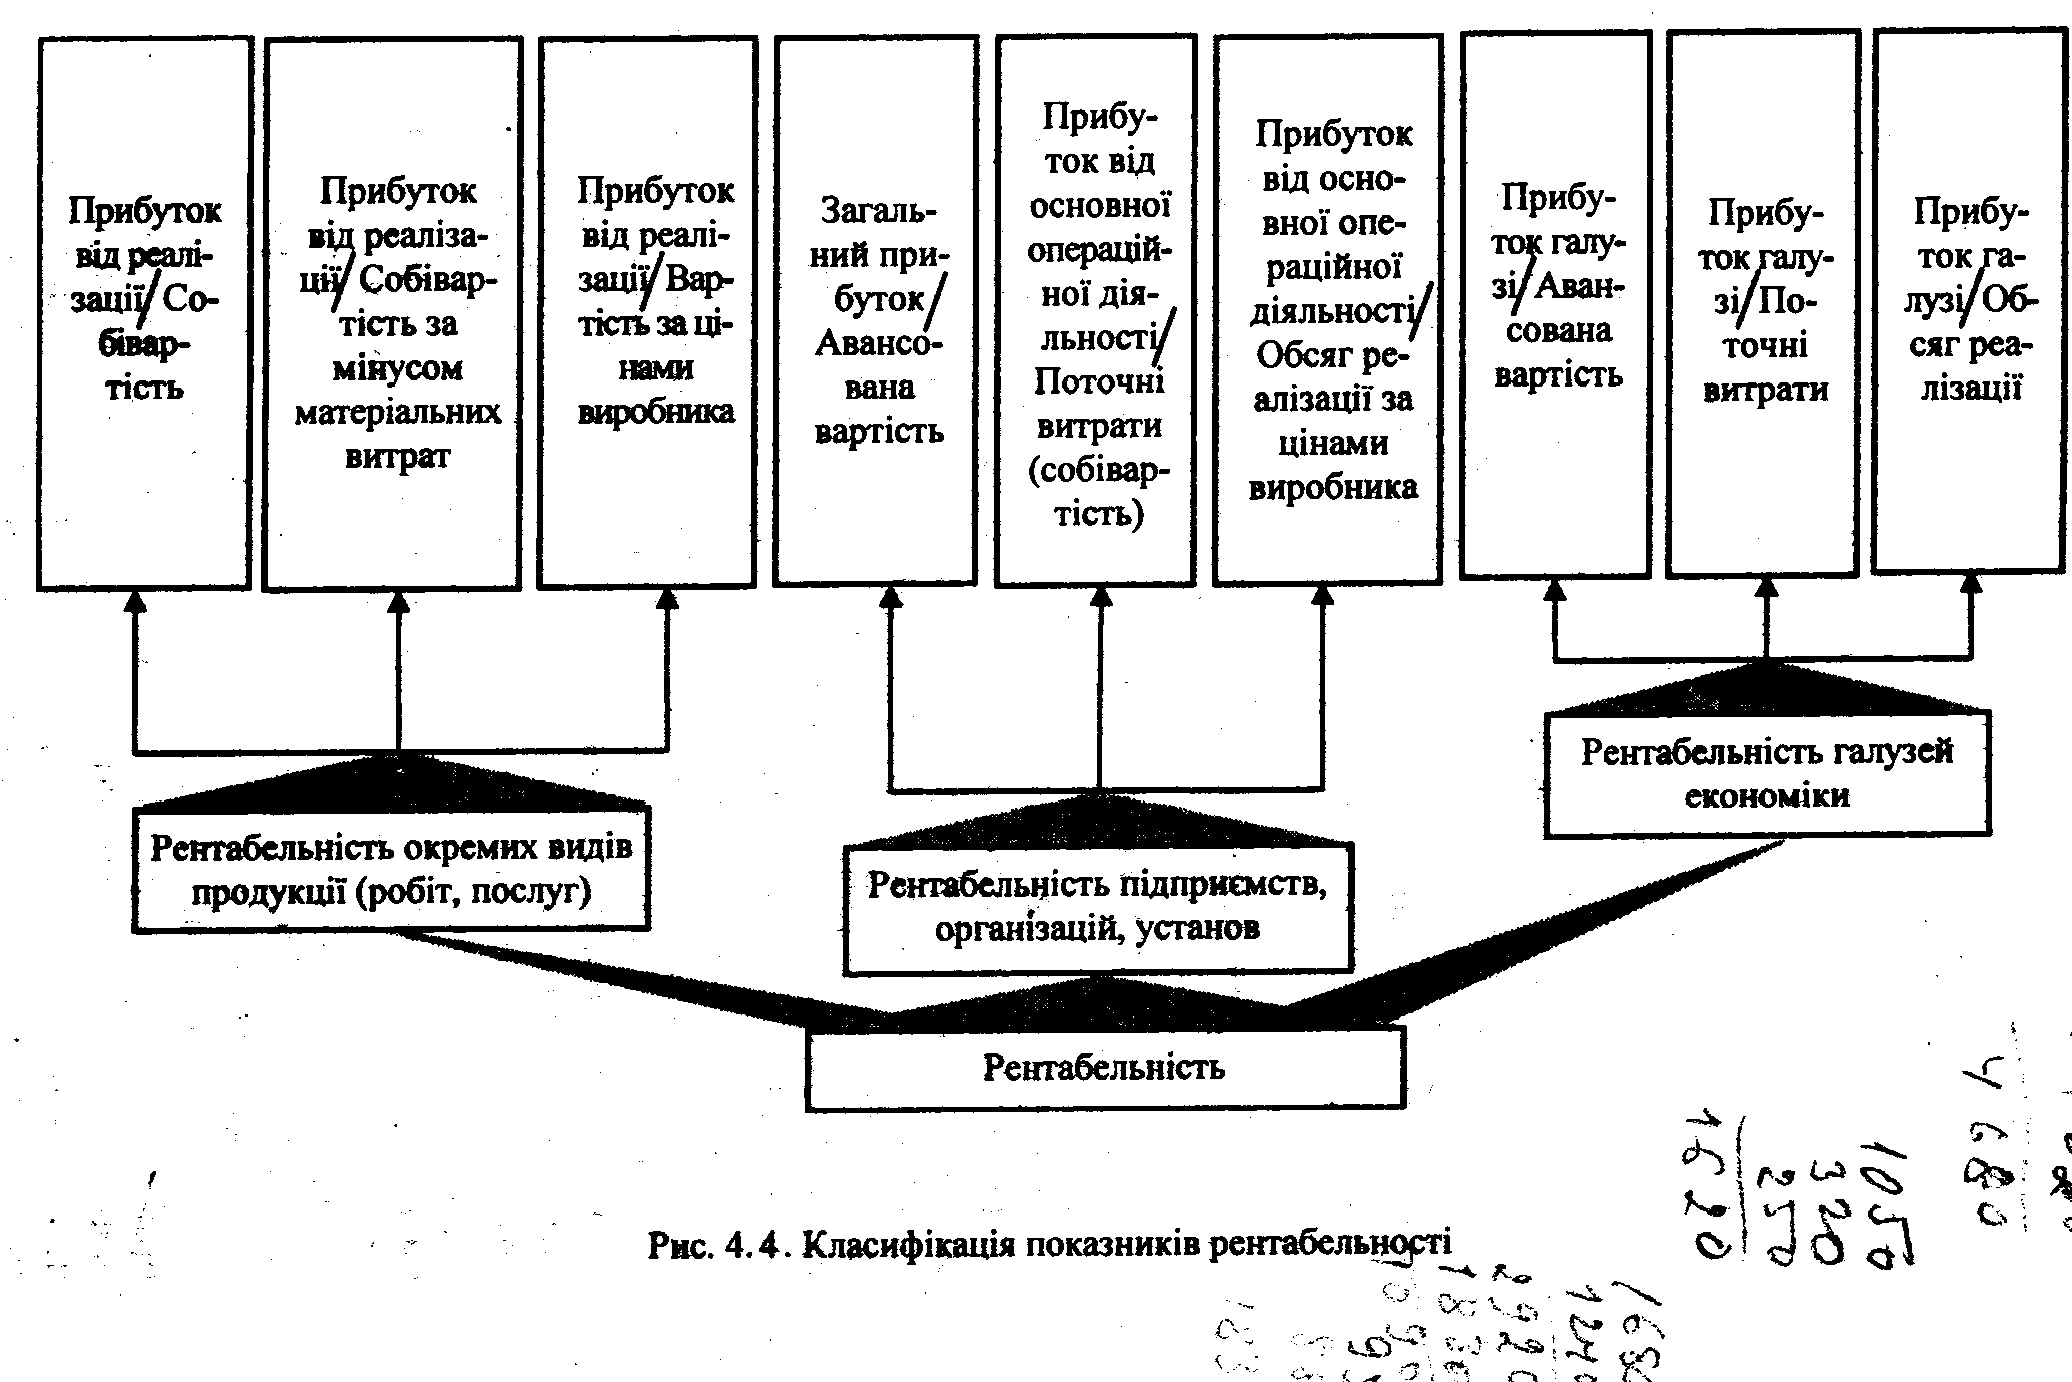 Прибуток
від реалі-
зації/Со-
бівар-
тість
Прибуток
від реаліза-
ції/Собівар-
тість за
мінусом
матеріальних
витрат
Прибуток
від реалі-
зації/Вар-
тість за ці-
нами
виробника
Загаль-
ний при-
буток/
Авансо-
вана
вартість
Прибу-
ток від
основної
операцій-
ної дія-
льності/
Поточні
витрати
(собівар-
тість)
Прибуток
від осно-
вної опе-
раційної
діяльності/
Обсяг ре-
алізації за
цінами
виробника
Прибу-
ток галу-
зі/Аван-
сована
вартість
Прибу-
ток галу-
зі/По-
точні
витрати
Прибу-
ток га-
лузі/Об-
сяг реа-
лізації
Рентабельність окремих видів
продукції (робіт, послуг)
Рентабельність підприємств,
організацій, установ
Рентабельність галузей
економіки
Рентабельність
Рис. 4.4. Класифікація показників рентабельності
4680
1050
320
250
1620